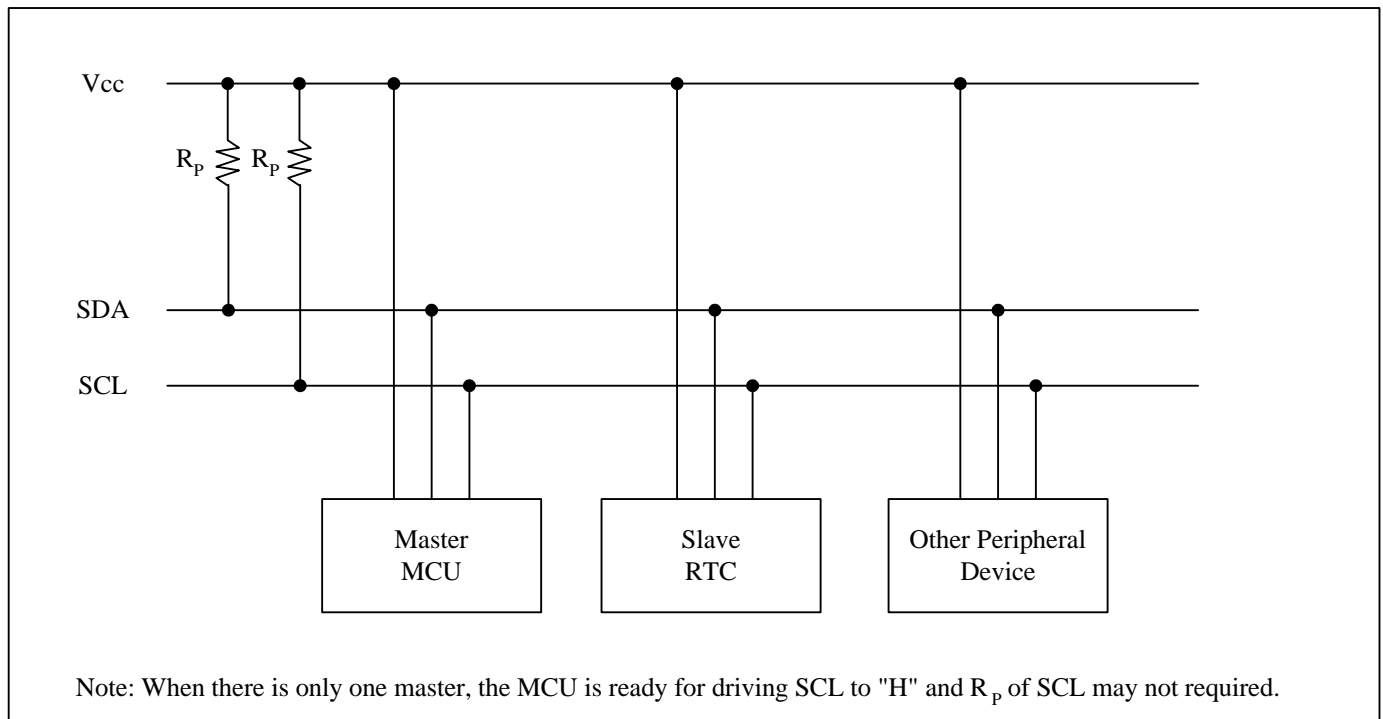 Vcc
RP RP
SDA
SCL
Master
MCU
Slave
RTC
Other Peripheral
Device
Note: When there is only one master, the MCU is ready for driving SCL to "H" and RP of SCL may not required.